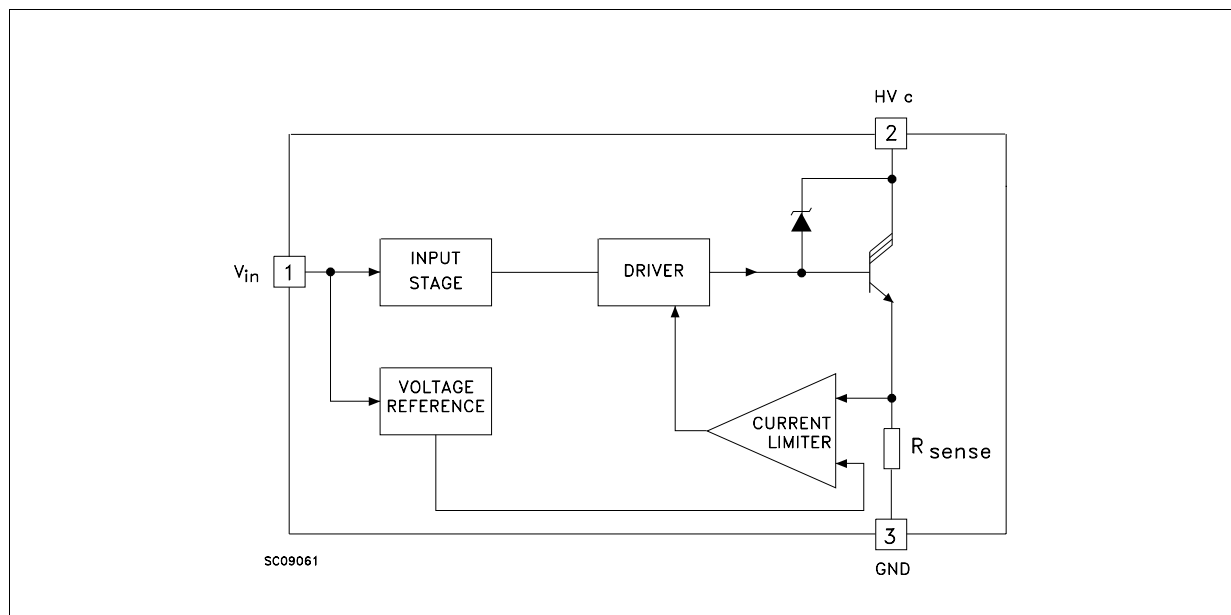 HV c
2
Vin
1
INPUT
STAGE
DRIVER
VOLTAGE
REFERENCE
CURRENT
LIMITER
R sense
3
SC09061
GND